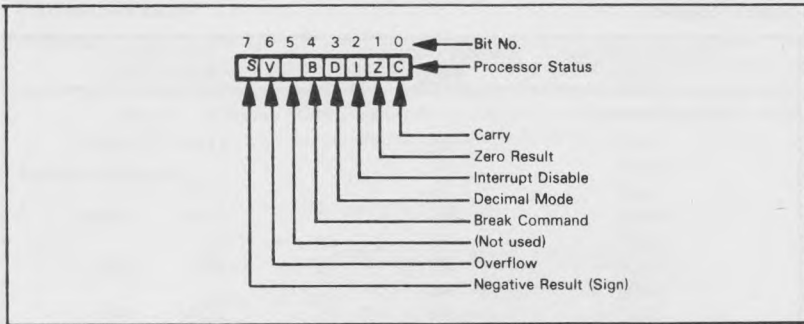 7 6 5 4 3 2 1 0 Bit No.
S V B D I Z C Processor Status
Carry
Zero Result
Interrupt Disable
Decimal Mode
Break Command
(Not used)
Overflow
Negative Result (Sign)